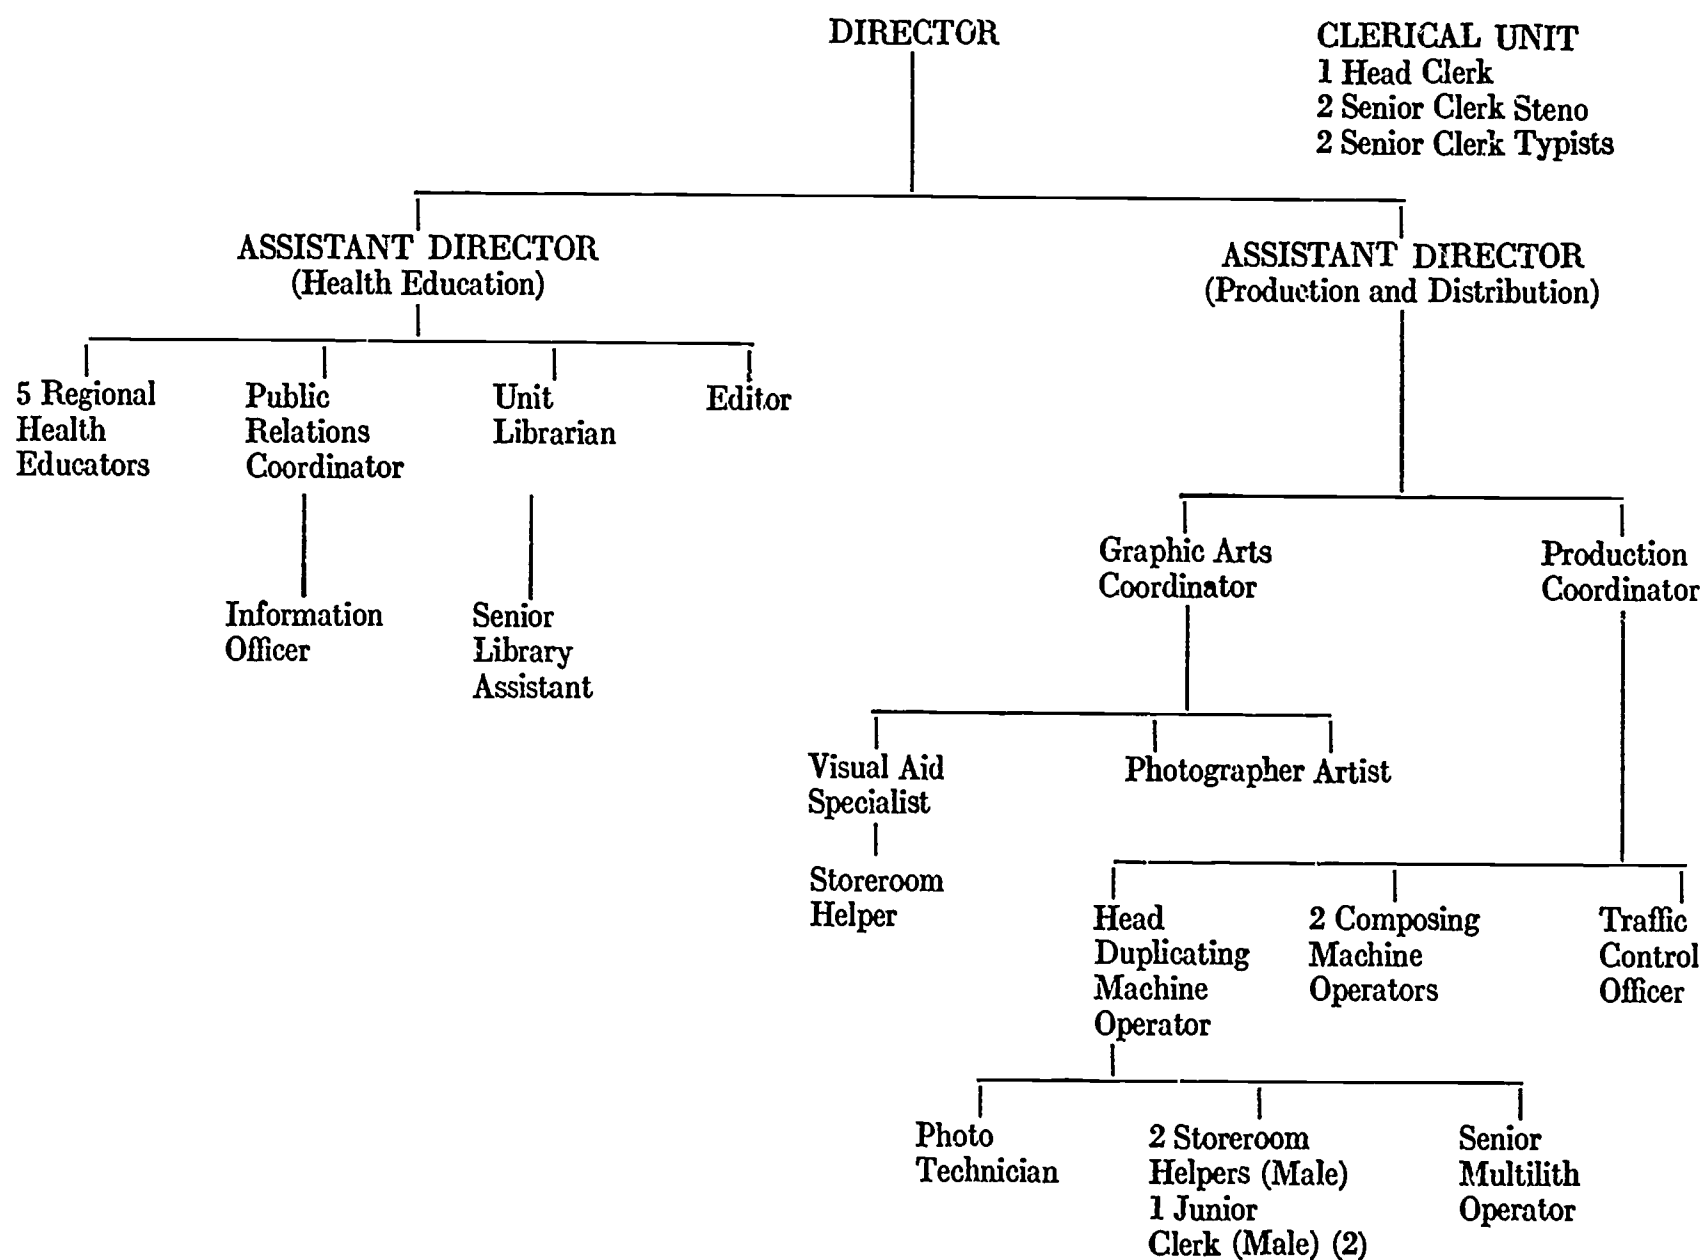 DIRECTOR
CLERICAL UNIT
1 Head Clerk
2 Senior Clerk Steno
2 Senior Clerk Typists
ASSISTANT DIRECTOR
(Health Education)
ASSISTANT DIRECTOR
(Production and Distribution)
5 Regional
Health
Educators
Public
Relations
Coordinator
Unit
Librarian
Editor
Information
Officer
Senior
Library
Assistant
Graphic Arts
Coordinator
Production
Coordinator
Visual Aid
Specialist
Photographer Artist
Storeroom
Helper
Head
Duplicating
Machine
Operator
2 Composing
Machine
Operators
Traffic
Control
Officer
Photo
Technician
2 Storeroom
Helpers (Male)
1 Junior
Clerk (Male) (2)
Senior
Multilith
Operator